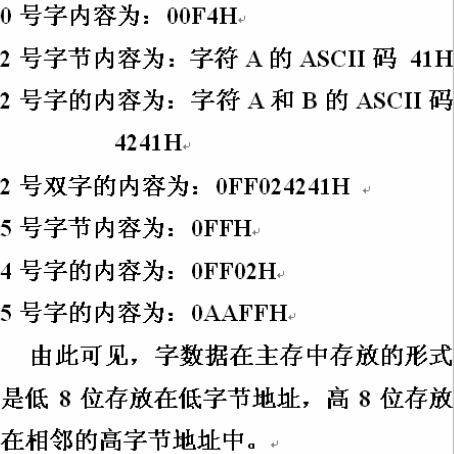 0 号字内容为：00F4H
2 号字节内容为：字符 A 的 ASCII 码 41H
2 号字的内容为：字符 A 和 B 的 ASCII 码
4241H
2 号双字的内容为：0FF024241H
5 号字节内容为：0FFH
4 号字的内容为：0FF02H
5 号字的内容为：0AAFFH
由此可见，字数据在主存中存放的形式
是低 8 位存放在低字节地址，高 8 位存放
在相邻的高字节地址中。